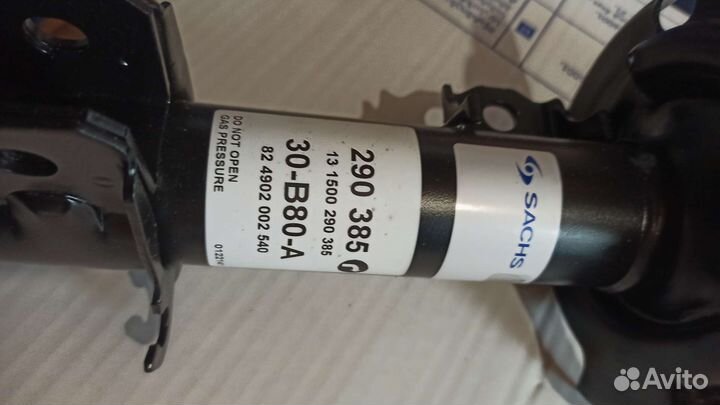 290 385 G
13 1500 290 385
30-B80-A
82 4902 002 540
DO NOT OPEN
GAS PRESSURE
SACHS
Avito